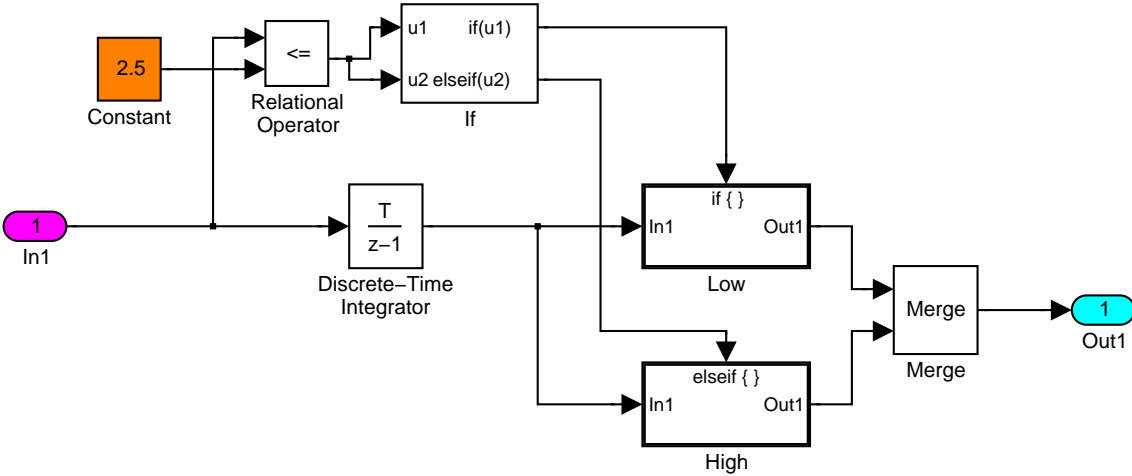 2.5
Constant
<=
Relational
Operator
u1 if(u1)
u2 elseif(u2)
If
1
In1
T
z−1
Discrete−Time
Integrator
if { }
In1 Out1
Low
elseif { }
In1 Out1
High
Merge
Merge
1
Out1